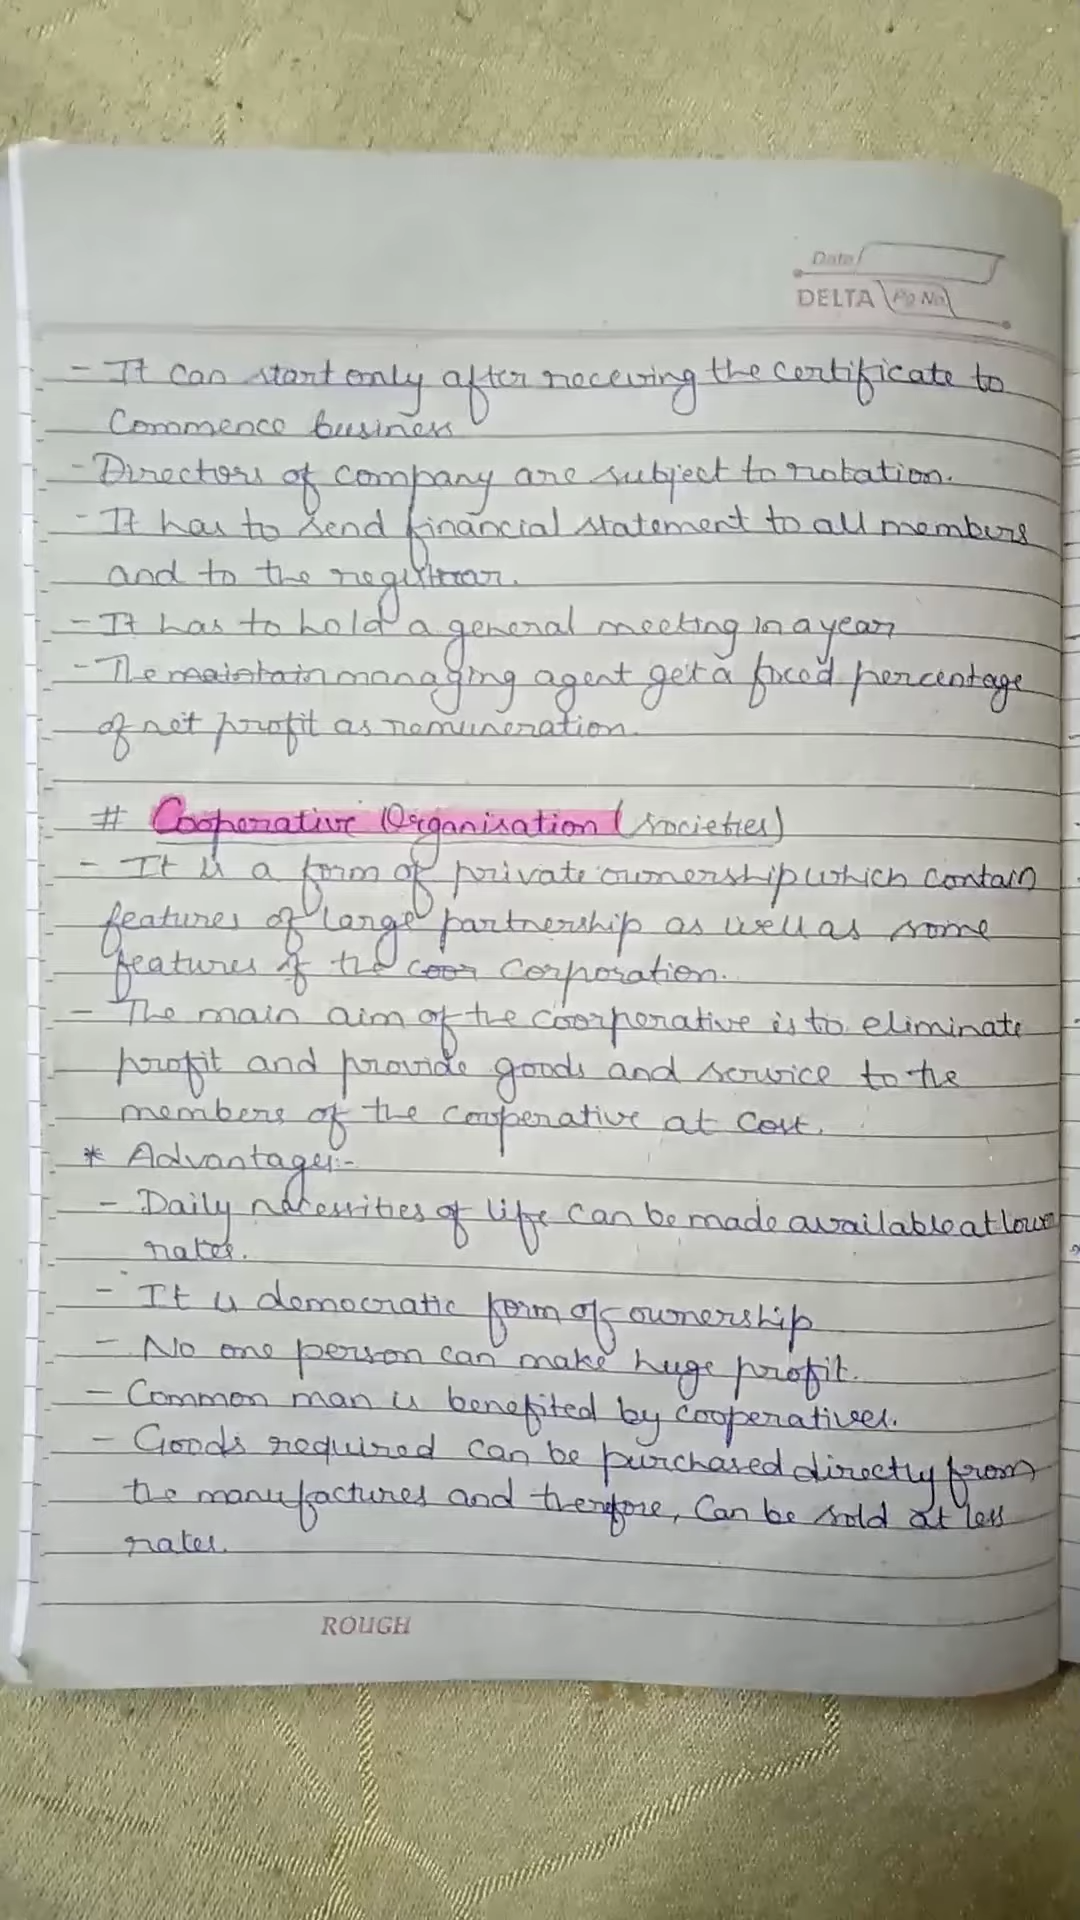 Date
DELTA Pg No.
- It can start only after receiving the certificate to
Commence business
- Directors of company are subject to rotation.
- It has to send financial statement to all members
and to the registrar.
- It has to hold a general meeting in a year
- The maintain managing agent get a fixed percentage
of net profit as remuneration.
# Cooperative Organisation (societies)
- It is a form of private ownership which contain
features of large partnership as well as some
features of the coor corporation.
- The main aim of the coorperative is to eliminate
profit and provide goods and service to the
members of the cooperative at cost.
* Advantages:-
- Daily necessities of life can be made available at lower
rates.
- It is democratic form of ownership
- No one person can make huge profit.
- Common man is benefited by cooperatives.
- Goods required can be purchased directly from
the manufactures and therefore, Can be sold at less
rates.
ROUGH